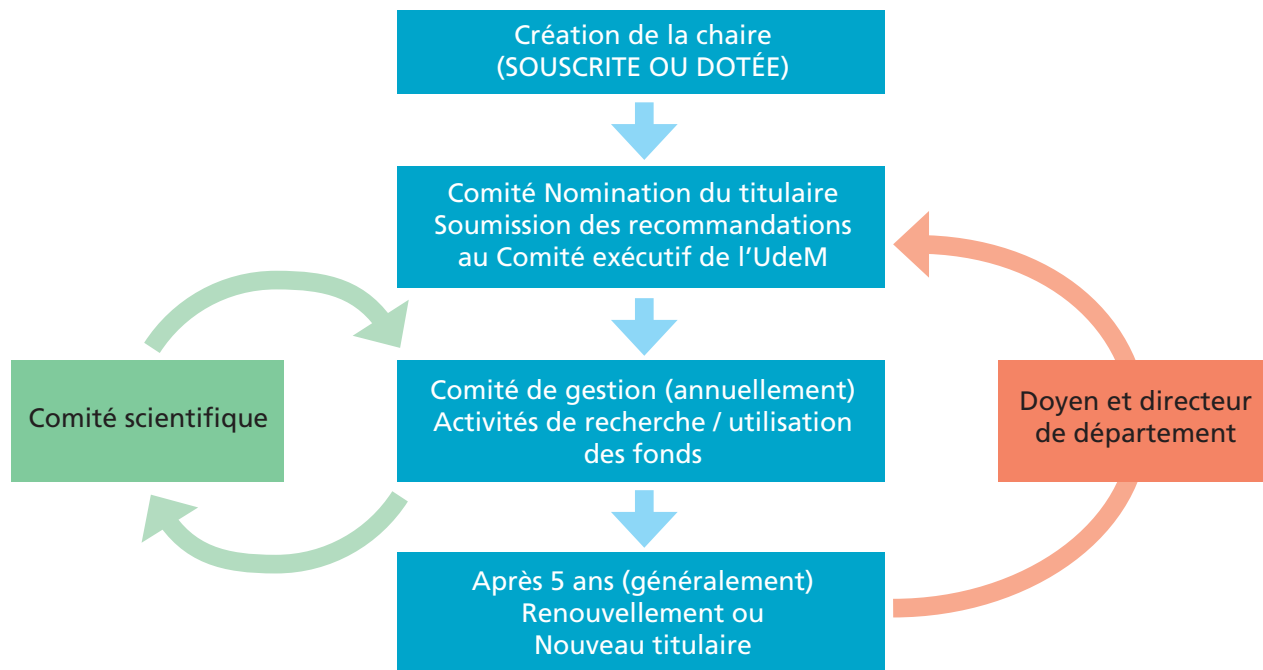 Création de la chaire
(SOUSCRITE OU DOTÉE)
Comité Nomination du titulaire
Soumission des recommandations
au Comité exécutif de l’UdeM
Comité scientifique
Comité de gestion (annuellement)
Activités de recherche / utilisation
des fonds
Doyen et directeur
de département
Après 5 ans (généralement)
Renouvellement ou
Nouveau titulaire